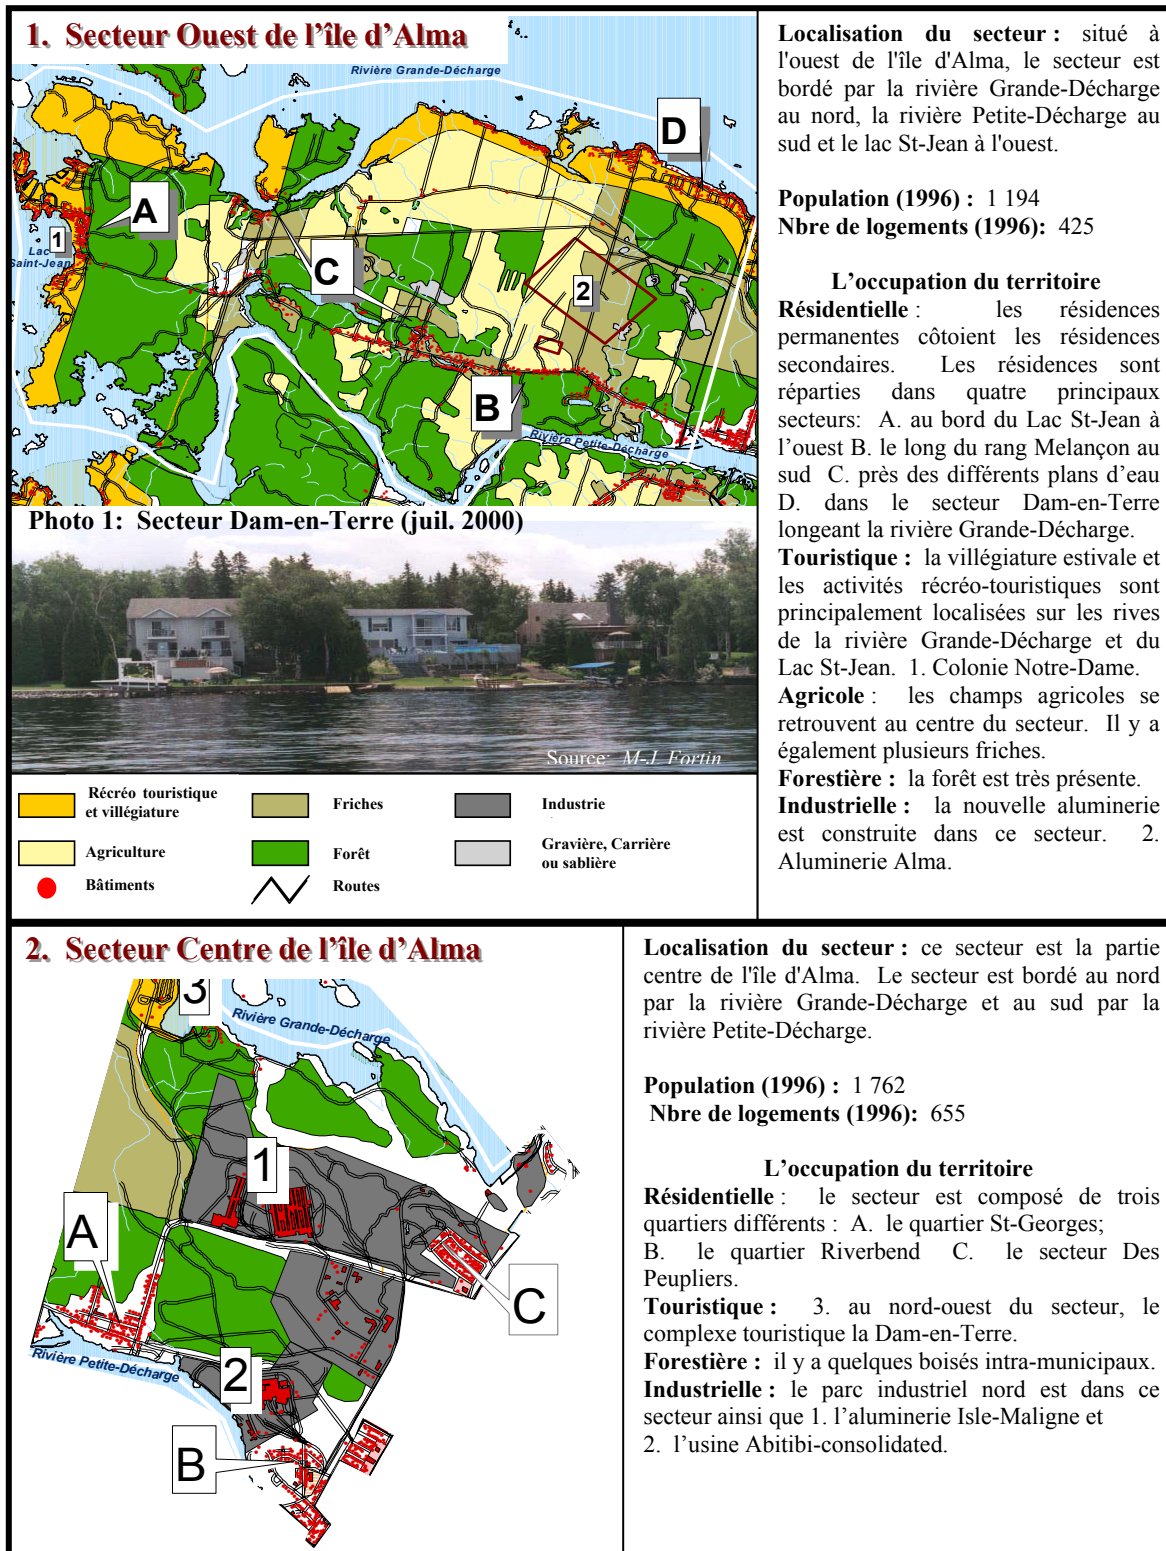 1. Secteur Ouest de l'île d'Alma
Rivière Grande-Décharge
D
A
1
Lac
Saint-Jean
C
2
B
Rivière Petite-Décharge
Photo 1: Secteur Dam-en-Terre (juil. 2000)
Source: M-J. Fortin
Récréo touristique
et villégiature
Friches
Industrie
Agriculture
Forêt
Gravière, Carrière
ou sablière
Bâtiments
Routes
Localisation du secteur : situé à
l'ouest de l'île d'Alma, le secteur est
bordé par la rivière Grande-Décharge
au nord, la rivière Petite-Décharge au
sud et le lac St-Jean à l'ouest.
Population (1996) : 1 194
Nbre de logements (1996): 425
L'occupation du territoire
Résidentielle : les résidences
permanentes côtoient les résidences
secondaires. Les résidences sont
réparties dans quatre principaux
secteurs: A. au bord du Lac St-Jean à
l'ouest B. le long du rang Melançon au
sud C. près des différents plans d'eau
D. dans le secteur Dam-en-Terre
longeant la rivière Grande-Décharge.
Touristique : la villégiature estivale et
les activités récréo-touristiques sont
principalement localisées sur les rives
de la rivière Grande-Décharge et du
Lac St-Jean. 1. Colonie Notre-Dame.
Agricole : les champs agricoles se
retrouvent au centre du secteur. Il y a
également plusieurs friches.
Forestière : la forêt est très présente.
Industrielle : la nouvelle aluminerie
est construite dans ce secteur. 2.
Aluminerie Alma.
2. Secteur Centre de l'île d'Alma
3
Rivière Grande-Décharge
1
A
C
Rivière Petite-Décharge
2
B
Localisation du secteur : ce secteur est la partie
centre de l'île d'Alma. Le secteur est bordé au nord
par la rivière Grande-Décharge et au sud par la
rivière Petite-Décharge.
Population (1996) : 1 762
Nbre de logements (1996): 655
L'occupation du territoire
Résidentielle : le secteur est composé de trois
quartiers différents : A. le quartier St-Georges;
B. le quartier Riverbend C. le secteur Des
Peupliers.
Touristique : 3. au nord-ouest du secteur, le
complexe touristique la Dam-en-Terre.
Forestière : il y a quelques boisés intra-municipaux.
Industrielle : le parc industriel nord est dans ce
secteur ainsi que 1. l'aluminerie Isle-Maligne et
2. l'usine Abitibi-consolidated.